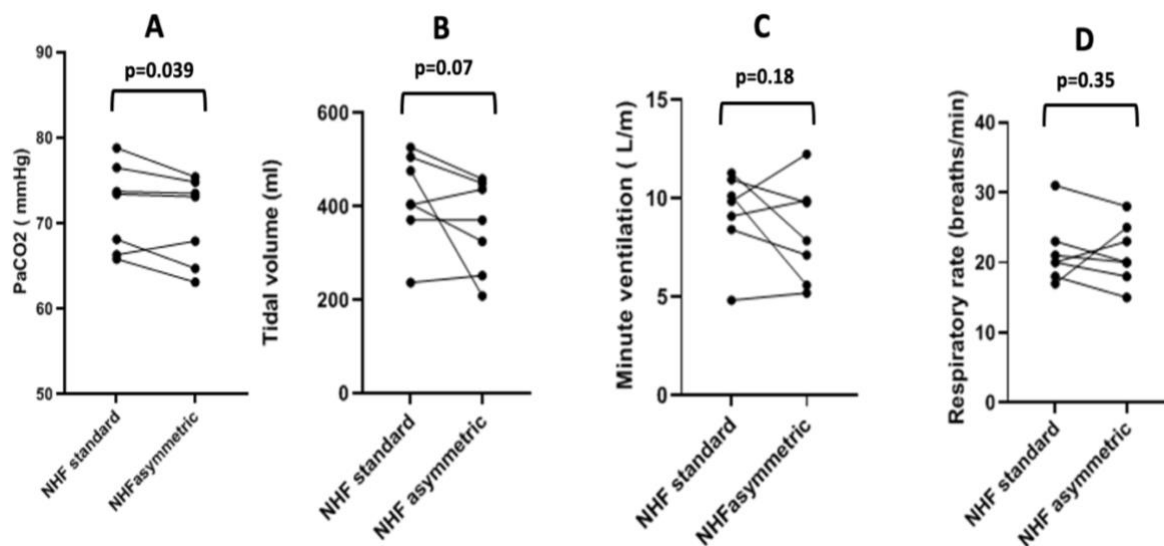 A
p=0.039
PaCO2 ( mmHg)
90
80
70
60
50
NHF standard
NHFasymmetric
B
p=0.07
Tidal volume (ml)
600
400
200
0
NHF standard
NHF asymmetric
C
p=0.18
Minute ventilation ( L/m)
15
10
5
0
NHF standard
NHFasymmetric
D
p=0.35
Respiratory rate (breaths/min)
40
30
20
10
0
NHF standard
NHF asymmetric